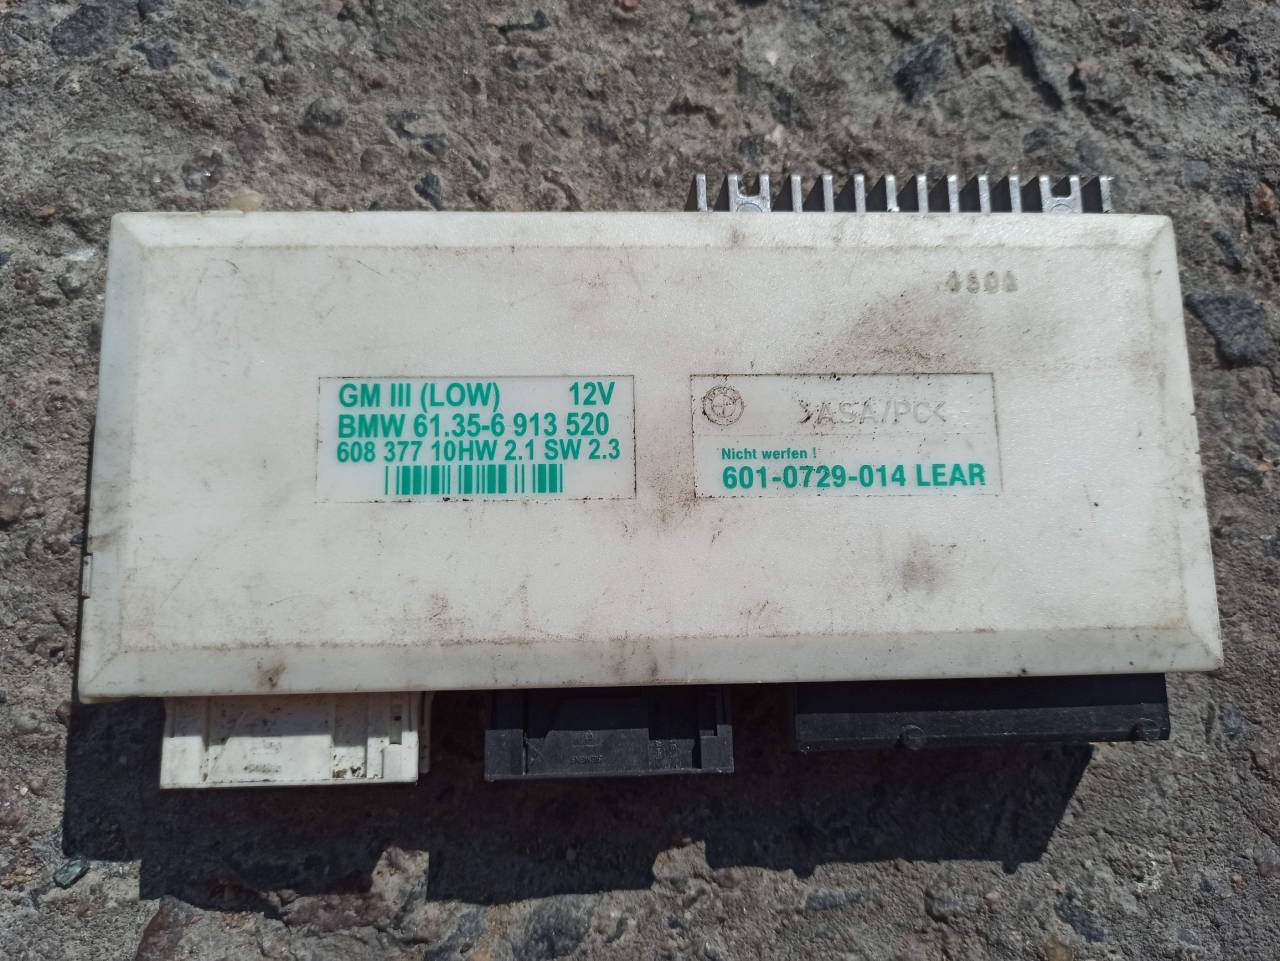 GM III (LOW) 12V
BMW 61.35-6 913 520
608 377 10HW 2.1 SW 2.3
>ASA/PC<
Nicht werfen !
601-0729-014 LEAR